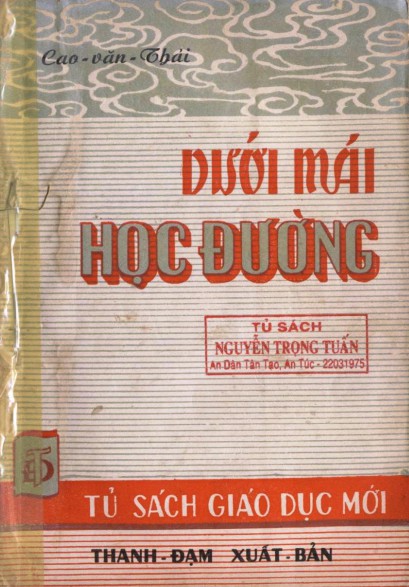 Cao-văn-Thái
DƯỚI MÁI
HỌC ĐƯỜNG
TỦ SÁCH
NGUYỄN TRỌNG TUẤN
An Dân Tân Tạo, An Túc - 22031975
TỦ SÁCH GIÁO DỤC MỚI
THANH-ĐẠM XUẤT-BẢN